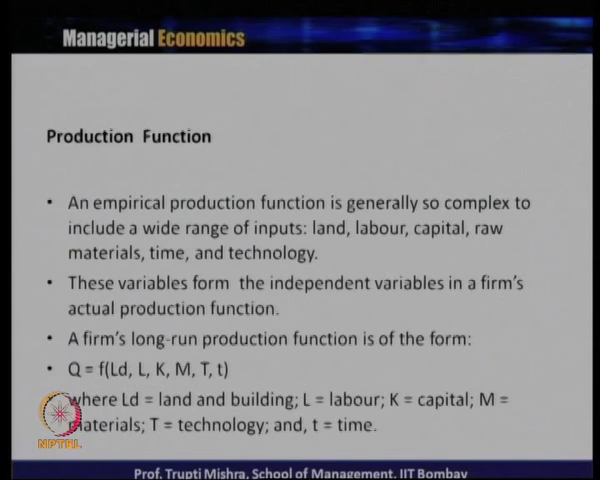 Managerial Economics
Production Function
• An empirical production function is generally so complex to
include a wide range of inputs: land, labour, capital, raw
materials, time, and technology.
• These variables form the independent variables in a firm's
actual production function.
• A firm's long-run production function is of the form:
• Q = f(Ld, L, K, M, T, t)
where Ld = land and building; L = labour; K = capital; M =
materials; T = technology; and, t = time.
NPTEL
Prof. Trupti Mishra, School of Management, IIT Bombay